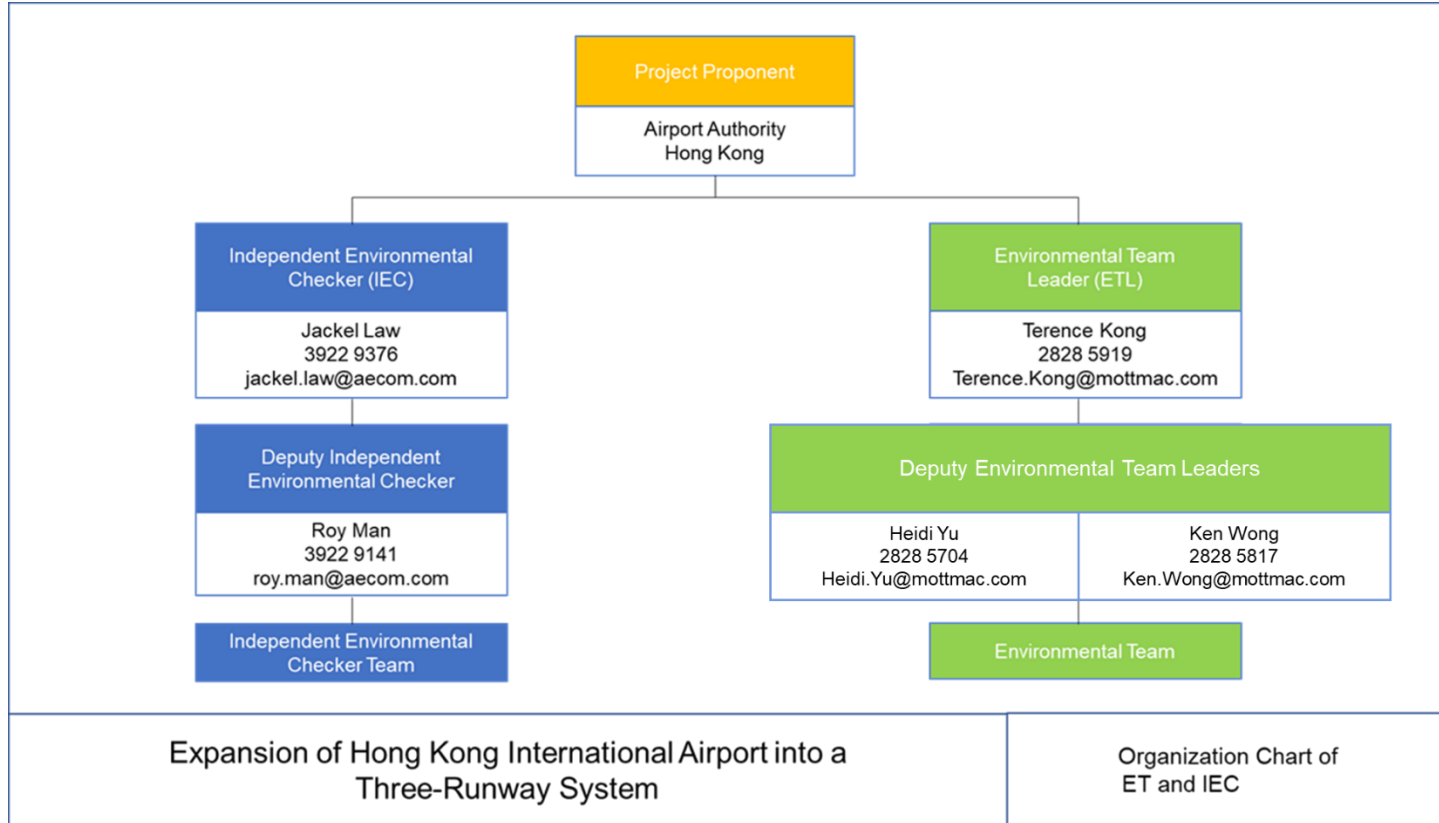 Project Proponent
Airport Authority
Hong Kong
Independent Environmental
Checker (IEC)
Jackel Law
3922 9376
jackel.law@aecom.com
Environmental Team
Leader (ETL)
Terence Kong
2828 5919
Terence.Kong@mottmac.com
Deputy Independent
Environmental Checker
Roy Man
3922 9141
roy.man@aecom.com
Deputy Environmental Team Leaders
Heidi Yu
2828 5704
Heidi.Yu@mottmac.com
Ken Wong
2828 5817
Ken.Wong@mottmac.com
Independent Environmental
Checker Team
Environmental Team
Expansion of Hong Kong International Airport into a
Three-Runway System
Organization Chart of
ET and IEC